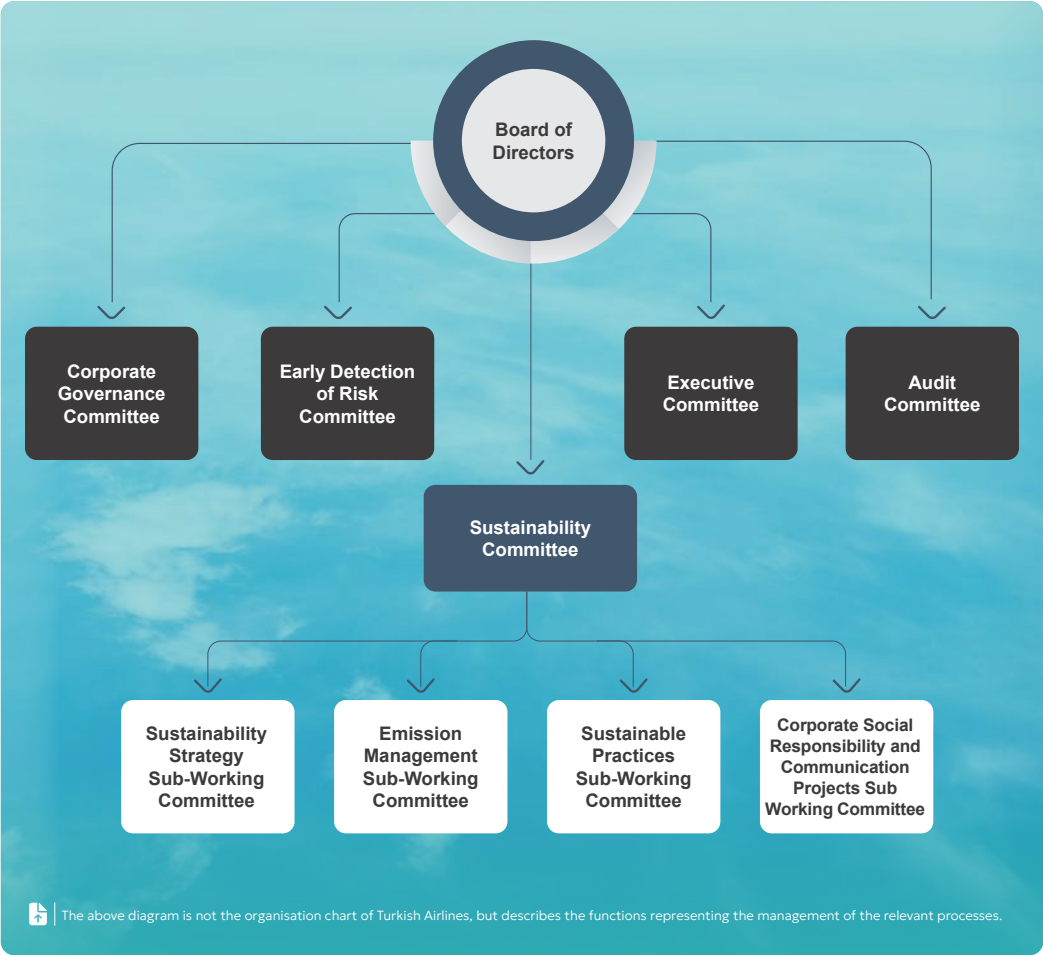 Board of
Directors
Corporate
Governance
Committee
Early Detection
of Risk
Committee
Executive
Committee
Audit
Committee
Sustainability
Committee
Sustainability
Strategy
Sub-Working
Committee
Emission
Management
Sub-Working
Committee
Sustainable
Practices
Sub-Working
Committee
Corporate Social
Responsibility and
Communication
Projects Sub
Working Committee
The above diagram is not the organisation chart of Turkish Airlines, but describes the functions representing the management of the relevant processes.